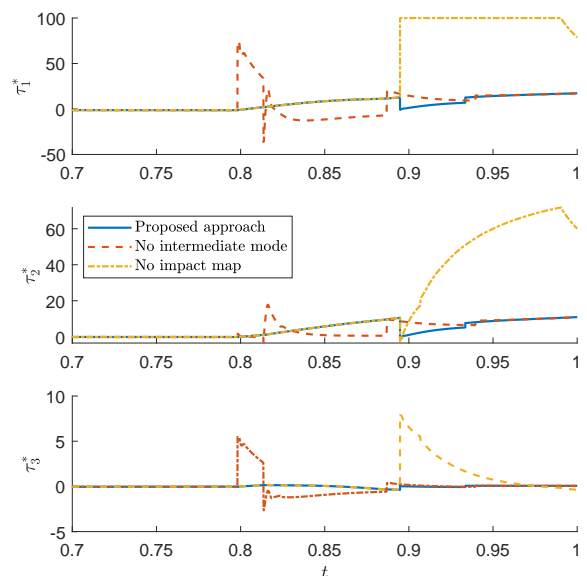 100
50
0
-50
τ₁*
0.7 0.75 0.8 0.85 0.9 0.95 1
60
40
20
0
τ₂*
Proposed approach
No intermediate mode
No impact map
0.7 0.75 0.8 0.85 0.9 0.95 1
10
5
0
-5
τ₃*
0.7 0.75 0.8 0.85 0.9 0.95 1
t